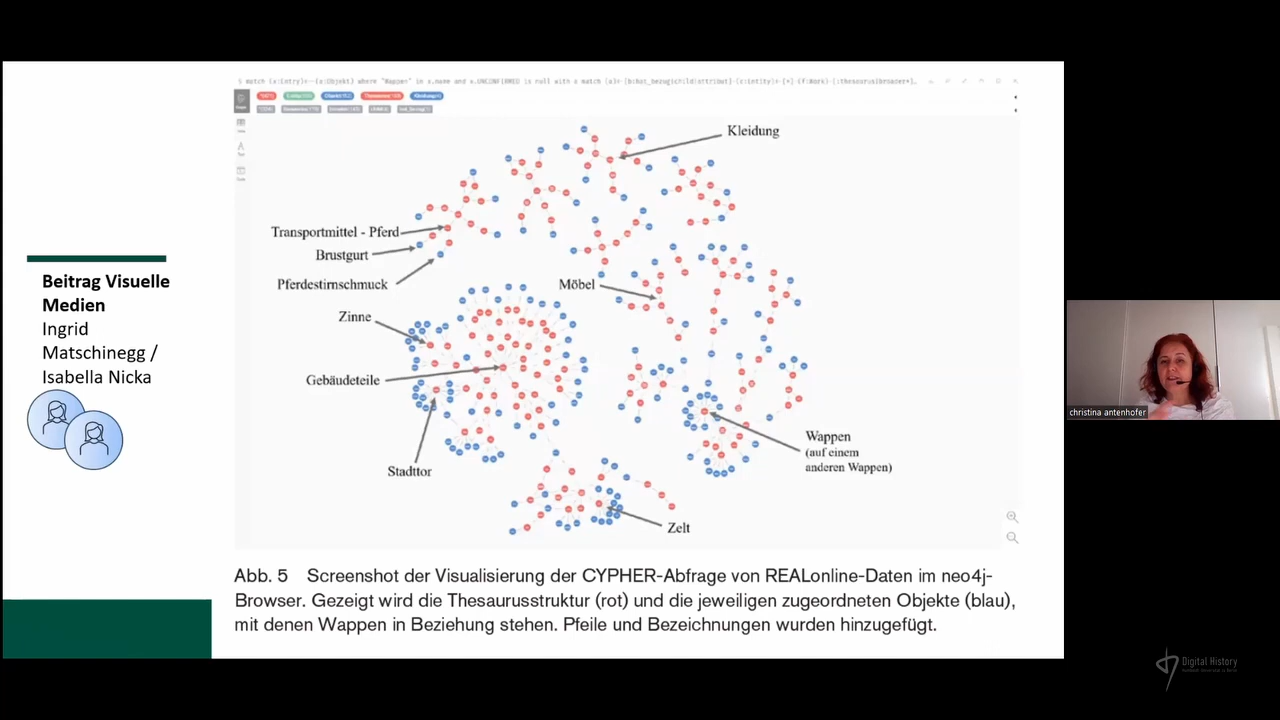 Kleidung
Transportmittel - Pferd
Brustgurt
Pferdestirnschmuck
Möbel
Zinne
Gebäudeteile
Stadttor
Wappen
(auf einem
anderen Wappen)
Zelt
Beitrag Visuelle
Medien
Ingrid
Matschinegg /
Isabella Nicka
Abb. 5 Screenshot der Visualisierung der CYPHER-Abfrage von REALonline-Daten im neo4j-
Browser. Gezeigt wird die Thesaurusstruktur (rot) und die jeweiligen zugeordneten Objekte (blau),
mit denen Wappen in Beziehung stehen. Pfeile und Bezeichnungen wurden hinzugefügt.
christina antenhofer
Digital History